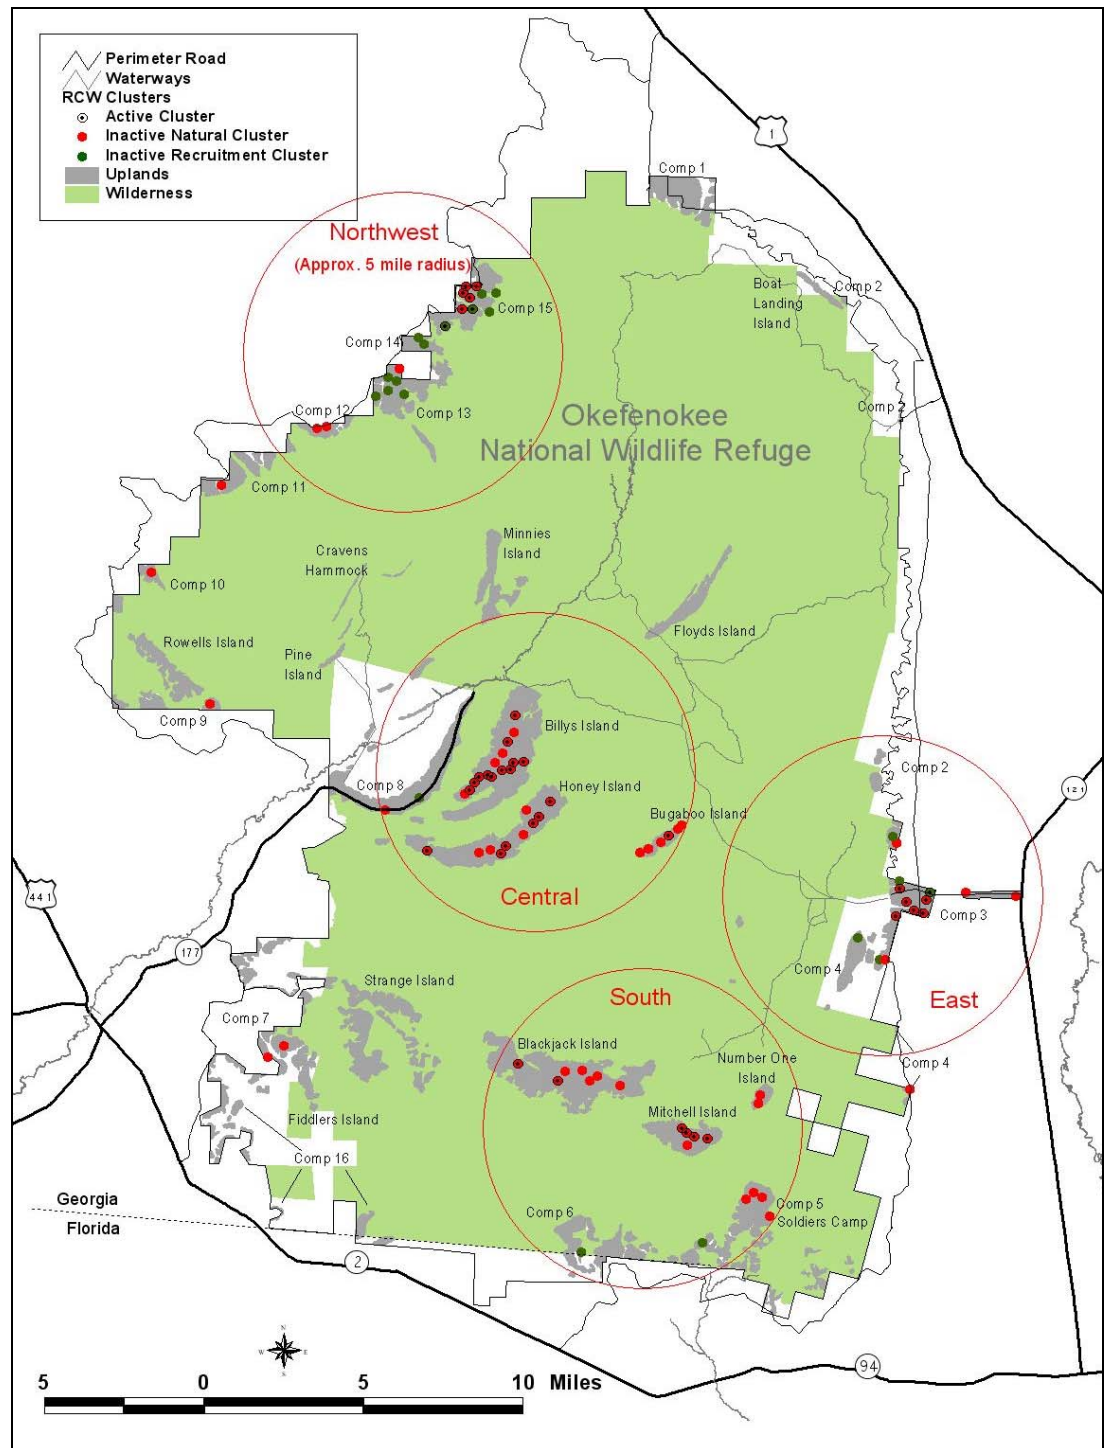 Perimeter Road
Waterways
RCW Clusters
Active Cluster
Inactive Natural Cluster
Inactive Recruitment Cluster
Uplands
Wilderness
1
Comp 1
Northwest
(Approx. 5 mile radius)
Boat
Landing
Island
Comp 2
Comp 15
Comp 14
Comp 12
Comp 13
Comp 2
Okefenokee
National Wildlife Refuge
Comp 11
Minnies
Island
Cravens
Hammock
Comp 10
Floyds Island
Rowells Island
Pine
Island
Comp 9
Billys Island
Comp 2
Comp 8
Honey Island
121
Bugaboo Island
441
Central
Comp 3
177
Comp 4
Strange Island
South
East
Comp 7
Blackjack Island
Number One
Island
Comp 4
Mitchell Island
Fiddlers Island
Comp 16
Georgia
Florida
Comp 6
Comp 5
Soldiers Camp
2
N
W
E
S
94
5
0
5
10 Miles